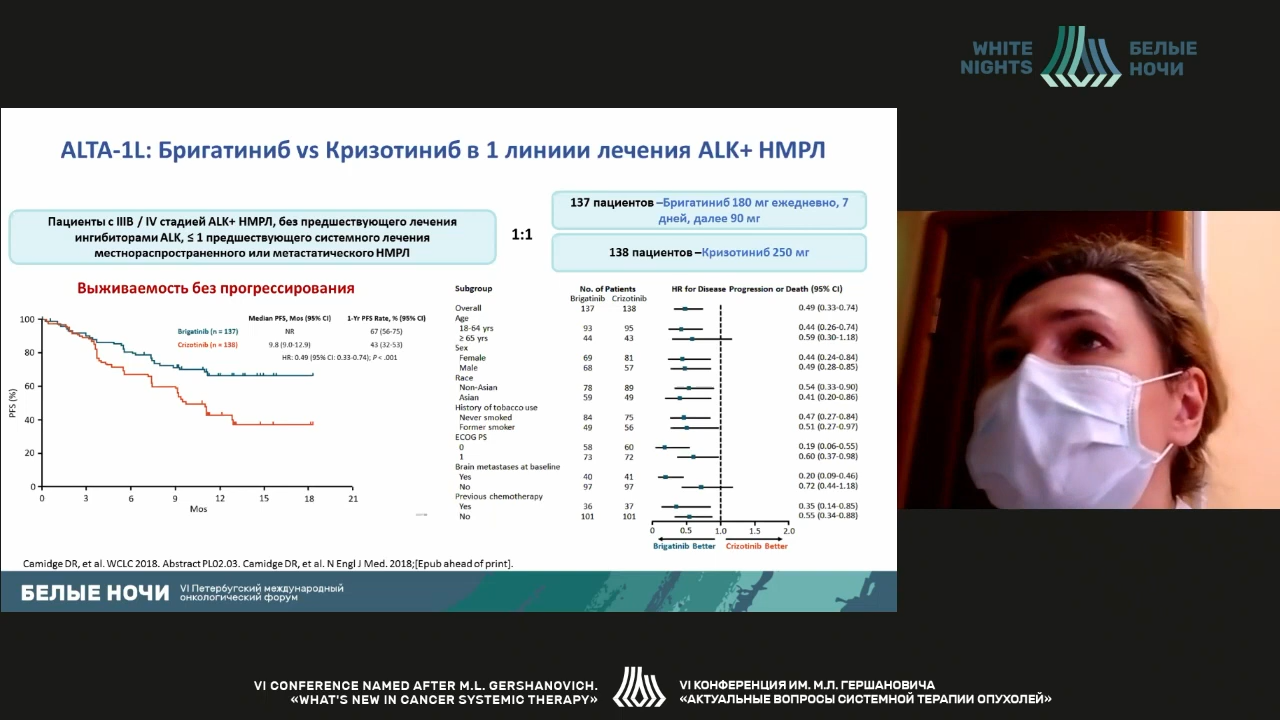 WHITE
NIGHTS
БЕЛЫЕ
НОЧИ
ALTA-1L: Бригатиниб vs Кризотиниб в 1 линиии лечения ALK+ НМРЛ
Пациенты с IIIB / IV стадией ALK+ НМРЛ, без предшествующего лечения
ингибиторами ALK, ≤ 1 предшествующего системного лечения
местнораспространенного или метастатического НМРЛ
1:1
137 пациентов –Бригатиниб 180 мг ежедневно, 7
дней, далее 90 мг
138 пациентов –Кризотиниб 250 мг
Выживаемость без прогрессирования
Median PFS, Mos (95% CI) 1-Yr PFS Rate, % (95% CI)
Brigatinib (n = 137) NR 67 (56-75)
Crizotinib (n = 138) 9.8 (9.0-12.9) 43 (32-53)
HR: 0.49 (95% CI: 0.33-0.74); P < .001
PFS (%)
100
80
60
40
20
0
0 3 6 9 12 15 18 21
Mos
Subgroup No. of Patients HR for Disease Progression or Death (95% CI)
Brigatinib Crizotinib
Overall 137 138 0.49 (0.33-0.74)
Age
18-64 yrs 93 95 0.44 (0.26-0.74)
≥ 65 yrs 44 43 0.59 (0.30-1.18)
Sex
Female 69 81 0.44 (0.24-0.84)
Male 68 57 0.49 (0.28-0.85)
Race
Non-Asian 78 89 0.54 (0.33-0.90)
Asian 59 49 0.41 (0.20-0.86)
History of tobacco use
Never smoked 84 75 0.47 (0.27-0.84)
Former smoker 49 56 0.51 (0.27-0.97)
ECOG PS
0 58 60 0.19 (0.06-0.55)
1 73 72 0.60 (0.37-0.98)
Brain metastases at baseline
Yes 40 41 0.20 (0.09-0.46)
No 97 97 0.72 (0.44-1.18)
Previous chemotherapy
Yes 36 37 0.35 (0.14-0.85)
No 101 101 0.55 (0.34-0.88)
0 0.5 1.0 1.5 2.0
Brigatinib Better Crizotinib Better
Camidge DR, et al. WCLC 2018. Abstract PL02.03. Camidge DR, et al. N Engl J Med. 2018;[Epub ahead of print].
БЕЛЫЕ НОЧИ
VI Петербургский международный
онкологический форум
VI CONFERENCE NAMED AFTER M.L. GERSHANOVICH.
«WHAT'S NEW IN CANCER SYSTEMIC THERAPY»
VI КОНФЕРЕНЦИЯ ИМ. М.Л. ГЕРШАНОВИЧА
«АКТУАЛЬНЫЕ ВОПРОСЫ СИСТЕМНОЙ ТЕРАПИИ ОПУХОЛЕЙ»